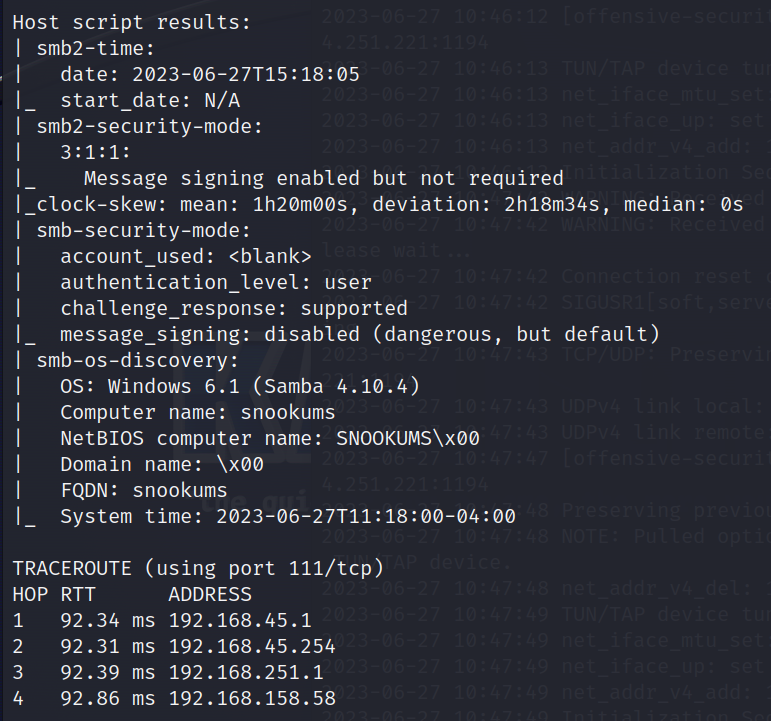 Host script results:
| smb2-time:
|   date: 2023-06-27T15:18:05
|_  start_date: N/A
| smb2-security-mode:
|   3:1:1:
|_    Message signing enabled but not required
|_clock-skew: mean: 1h20m00s, deviation: 2h18m34s, median: 0s
| smb-security-mode:
|   account_used: <blank>
|   authentication_level: user
|   challenge_response: supported
|_  message_signing: disabled (dangerous, but default)
| smb-os-discovery:
|   OS: Windows 6.1 (Samba 4.10.4)
|   Computer name: snookums
|   NetBIOS computer name: SNOOKUMS\x00
|   Domain name: \x00
|   FQDN: snookums
|_  System time: 2023-06-27T11:18:00-04:00
TRACEROUTE (using port 111/tcp)
HOP RTT      ADDRESS
1   92.34 ms 192.168.45.1
2   92.31 ms 192.168.45.254
3   92.39 ms 192.168.251.1
4   92.86 ms 192.168.158.58
2023-06-27 10:46:12 [offensive-securi
4.251.221:1194
2023-06-27 10:46:13 TUN/TAP device tu
2023-06-27 10:46:13 net_iface_mtu_set
2023-06-27 10:46:13 net_iface_up: set
2023-06-27 10:46:13 net_addr_v4_add:
2023-06-27 10:46:13 Initialization Se
2023-06-27 10:47:42 WARNING: Received
lease wait...
2023-06-27 10:47:42 Connection reset
2023-06-27 10:47:42 SIGUSR1[soft,serve
2023-06-27 10:47:43 TCP/UDP: Preservin
2023-06-27 10:47:43 UDPv4 link local:
2023-06-27 10:47:43 UDPv4 link remote
2023-06-27 10:47:47 [offensive-securit
4.251.221:1194
2023-06-27 10:47:48 Preserving previou
2023-06-27 10:47:48 NOTE: Pulled optio
TUN/TAP device.
2023-06-27 10:47:48 net_addr_v4_del:
2023-06-27 10:47:49 TUN/TAP device tu
2023-06-27 10:47:49 net_iface_mtu_set
2023-06-27 10:47:49 net_iface_up: set
2023-06-27 10:47:49 net_addr_v4_add:
2023-06-27 10:47:49 Initialization Se